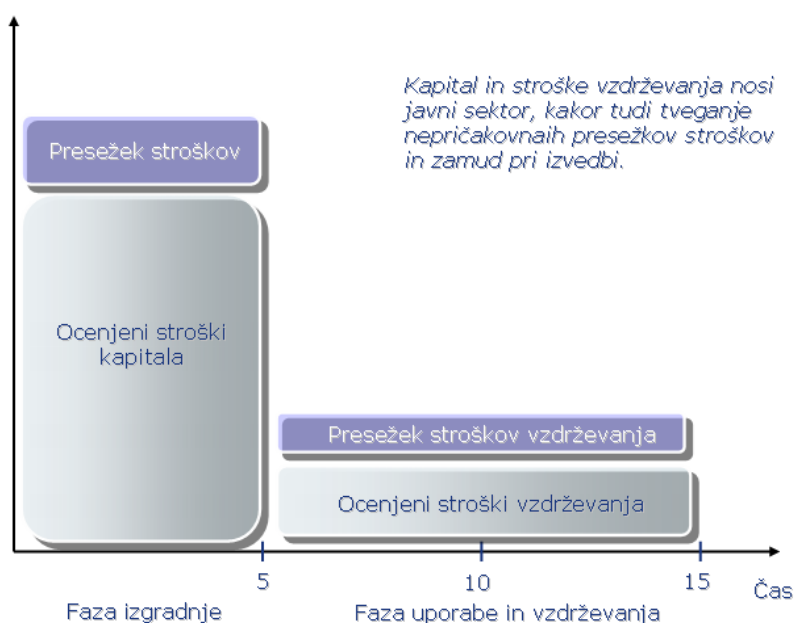 Kapital in stroške vzdrževanja nosi
javni sektor, kakor tudi tveganje
nepričakovnaih presežkov stroškov
in zamud pri izvedbi.
Presežek stroškov
Ocenjeni stroški
kapitala
Presežek stroškov vzdrževanja
Ocenjeni stroški vzdrževanja
5
10
15
Čas
Faza izgradnje
Faza uporabe in vzdrževanja